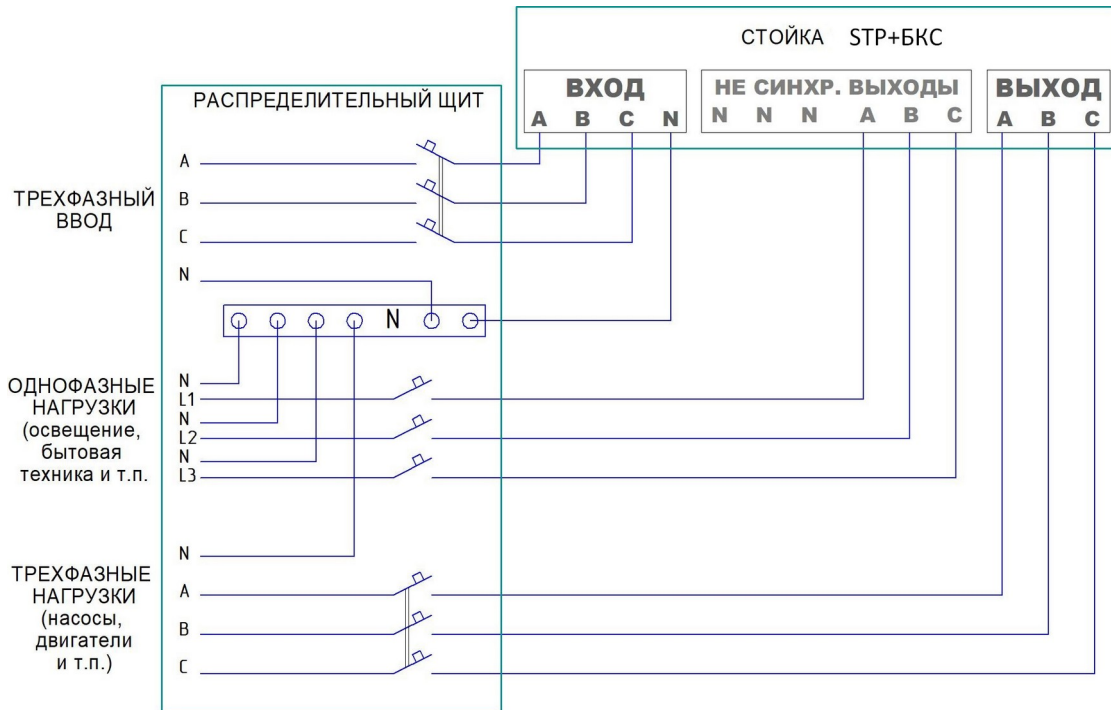 СТОЙКА STP+БКС
ВХОД
A B C N
НЕ СИНХР. ВЫХОДЫ
N N N A B C
ВЫХОД
A B C
РАСПРЕДЕЛИТЕЛЬНЫЙ ЩИТ
ТРЕХФАЗНЫЙ
ВВОД
A
B
C
N
N
ОДНОФАЗНЫЕ
НАГРУЗКИ
(освещение,
бытовая
техника и т.п.
N
L1
N
L2
N
L3
ТРЕХФАЗНЫЕ
НАГРУЗКИ
(насосы,
двигатели
и т.п.)
N
A
B
C